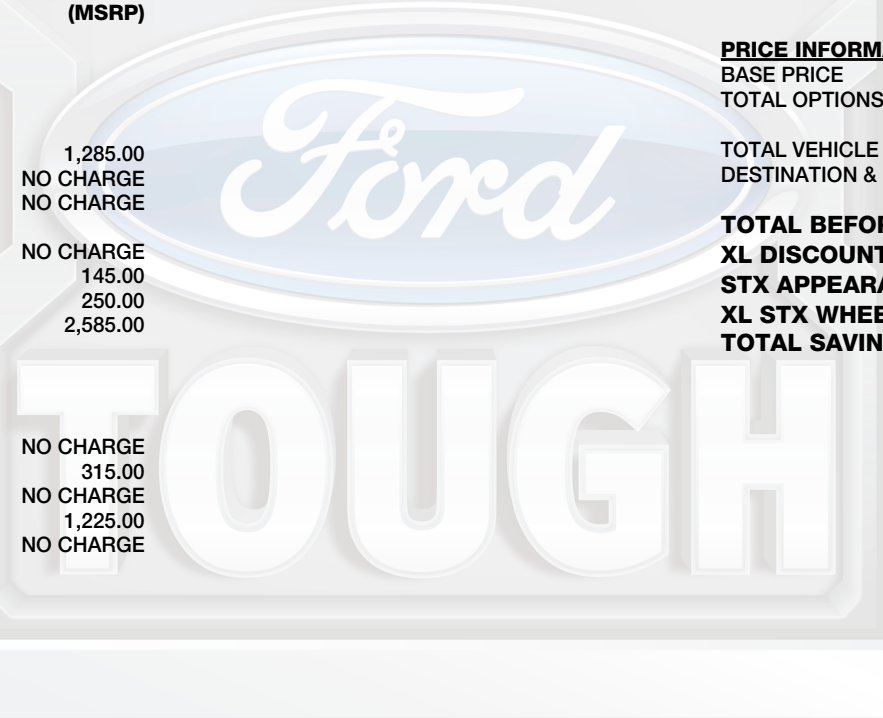 (MSRP)
1,285.00
NO CHARGE
NO CHARGE
NO CHARGE
145.00
250.00
2,585.00
NO CHARGE
315.00
NO CHARGE
1,225.00
NO CHARGE
PRICE INFORMA
BASE PRICE
TOTAL OPTIONS
TOTAL VEHICLE
DESTINATION &
TOTAL BEFOR
XL DISCOUNT
STX APPEARA
XL STX WHEE
TOTAL SAVIN
Ford
TOUGH